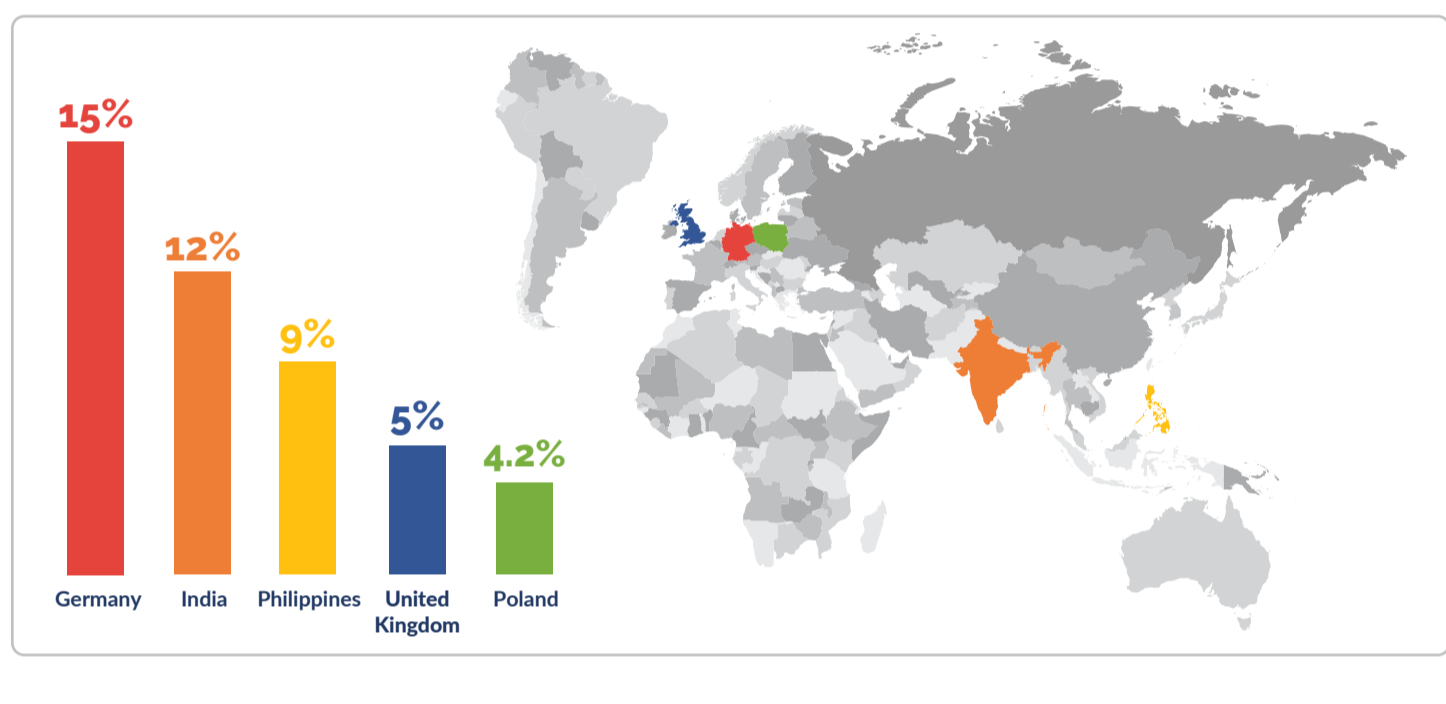 15%
12%
9%
5%
4.2%
Germany
India
Philippines
United
Kingdom
Poland